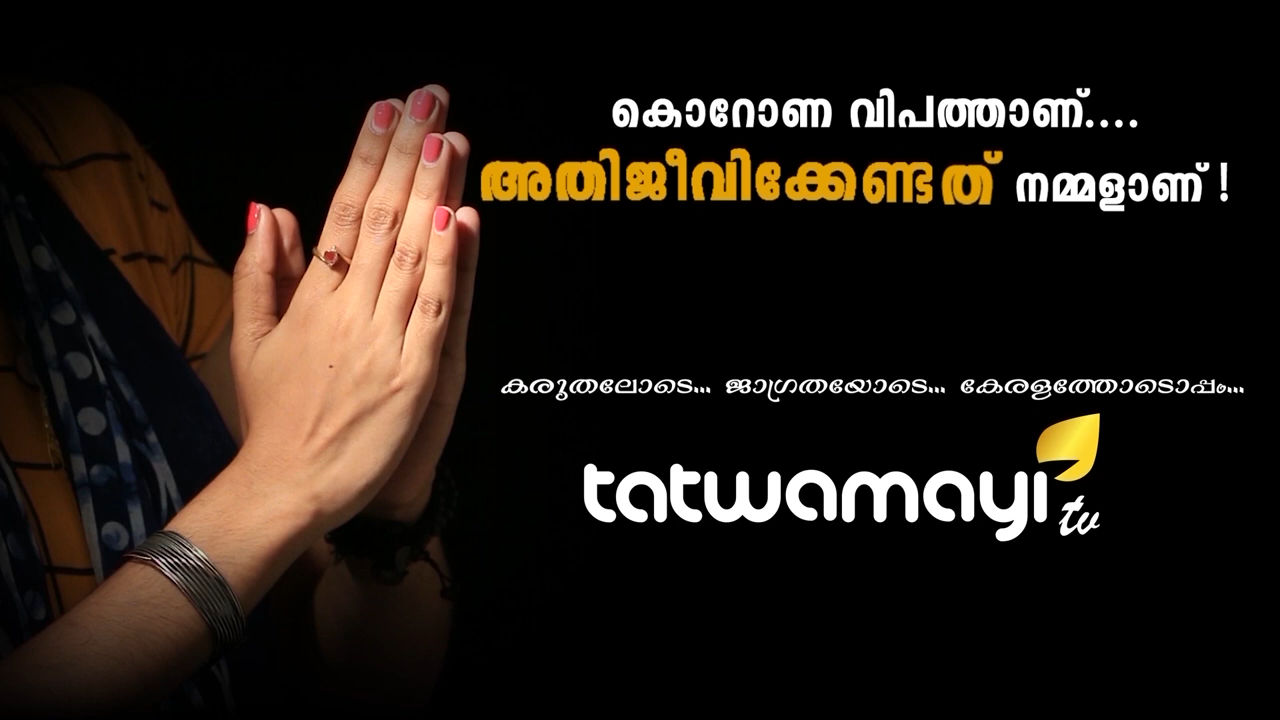 കൊറോണ വിപത്താണ്....
അതിജീവിക്കേണ്ടത് നമ്മളാണ് !
കരുതലോടെ... ജാഗ്രതയോടെ... കേരളത്തോടൊപ്പം...
tatwamayi
tv